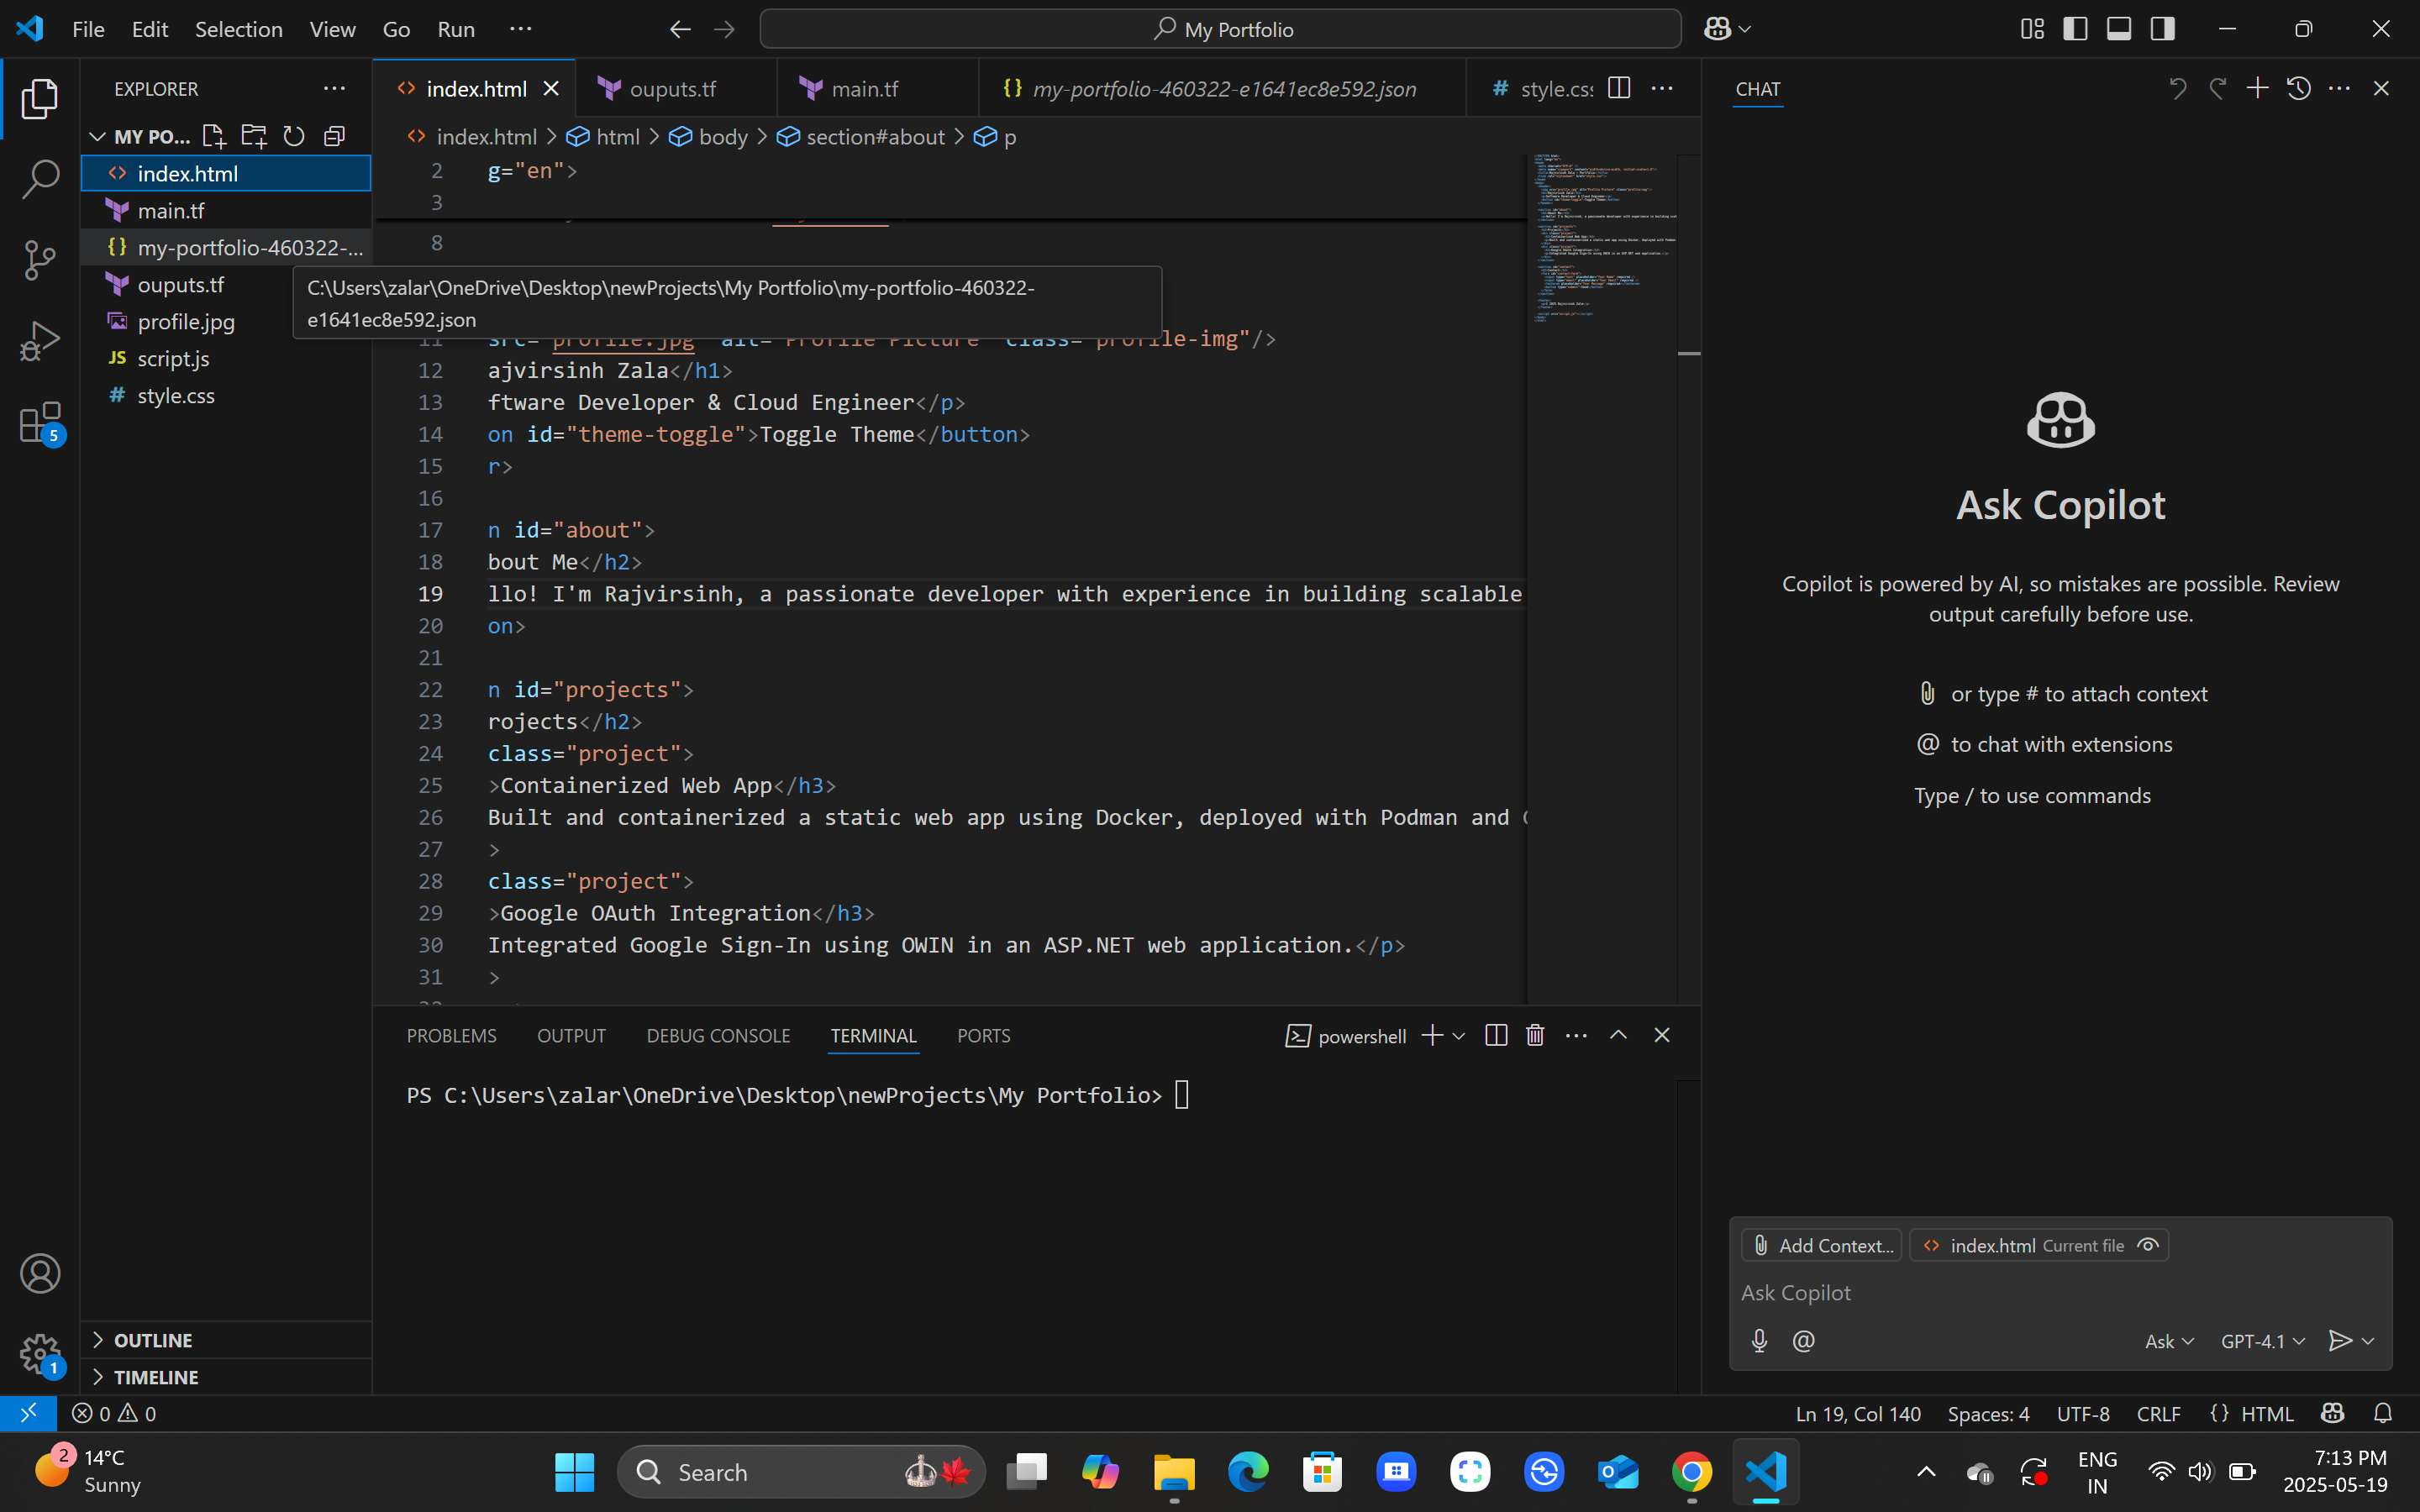 File Edit Selection View Go Run ···
My Portfolio
EXPLORER
MY PO...
index.html
main.tf
my-portfolio-460322-...
ouputs.tf
profile.jpg
JS script.js
# style.css
C:\Users\zalar\OneDrive\Desktop\newProjects\My Portfolio\my-portfolio-460322-
e1641ec8e592.json
5
OUTLINE
TIMELINE
1
index.html
ouputs.tf
main.tf
{} my-portfolio-460322-e1641ec8e592.json
# style.css
index.html > html > body > section#about > p
2 g="en">
3
8
11 src="profile.jpg" alt="Profile Picture" class="profile-img"/>
12 ajvirsinh Zala</h1>
13 ftware Developer & Cloud Engineer</p>
14 on id="theme-toggle">Toggle Theme</button>
15 r>
16
17 n id="about">
18 bout Me</h2>
19 llo! I'm Rajvirsinh, a passionate developer with experience in building scalable
20 on>
21
22 n id="projects">
23 rojects</h2>
24 class="project">
25 >Containerized Web App</h3>
26 Built and containerized a static web app using Docker, deployed with Podman and
27 >
28 class="project">
29 >Google OAuth Integration</h3>
30 Integrated Google Sign-In using OWIN in an ASP.NET web application.</p>
31 >
PROBLEMS OUTPUT DEBUG CONSOLE TERMINAL PORTS
powershell
PS C:\Users\zalar\OneDrive\Desktop\newProjects\My Portfolio>
CHAT
Ask Copilot
Copilot is powered by AI, so mistakes are possible. Review
output carefully before use.
or type # to attach context
@ to chat with extensions
Type / to use commands
Add Context...
index.html Current file
Ask Copilot
@
Ask
GPT-4.1
0 0
Ln 19, Col 140
Spaces: 4
UTF-8
CRLF
{} HTML
2
14°C
Sunny
Search
ENG
IN
7:13 PM
2025-05-19